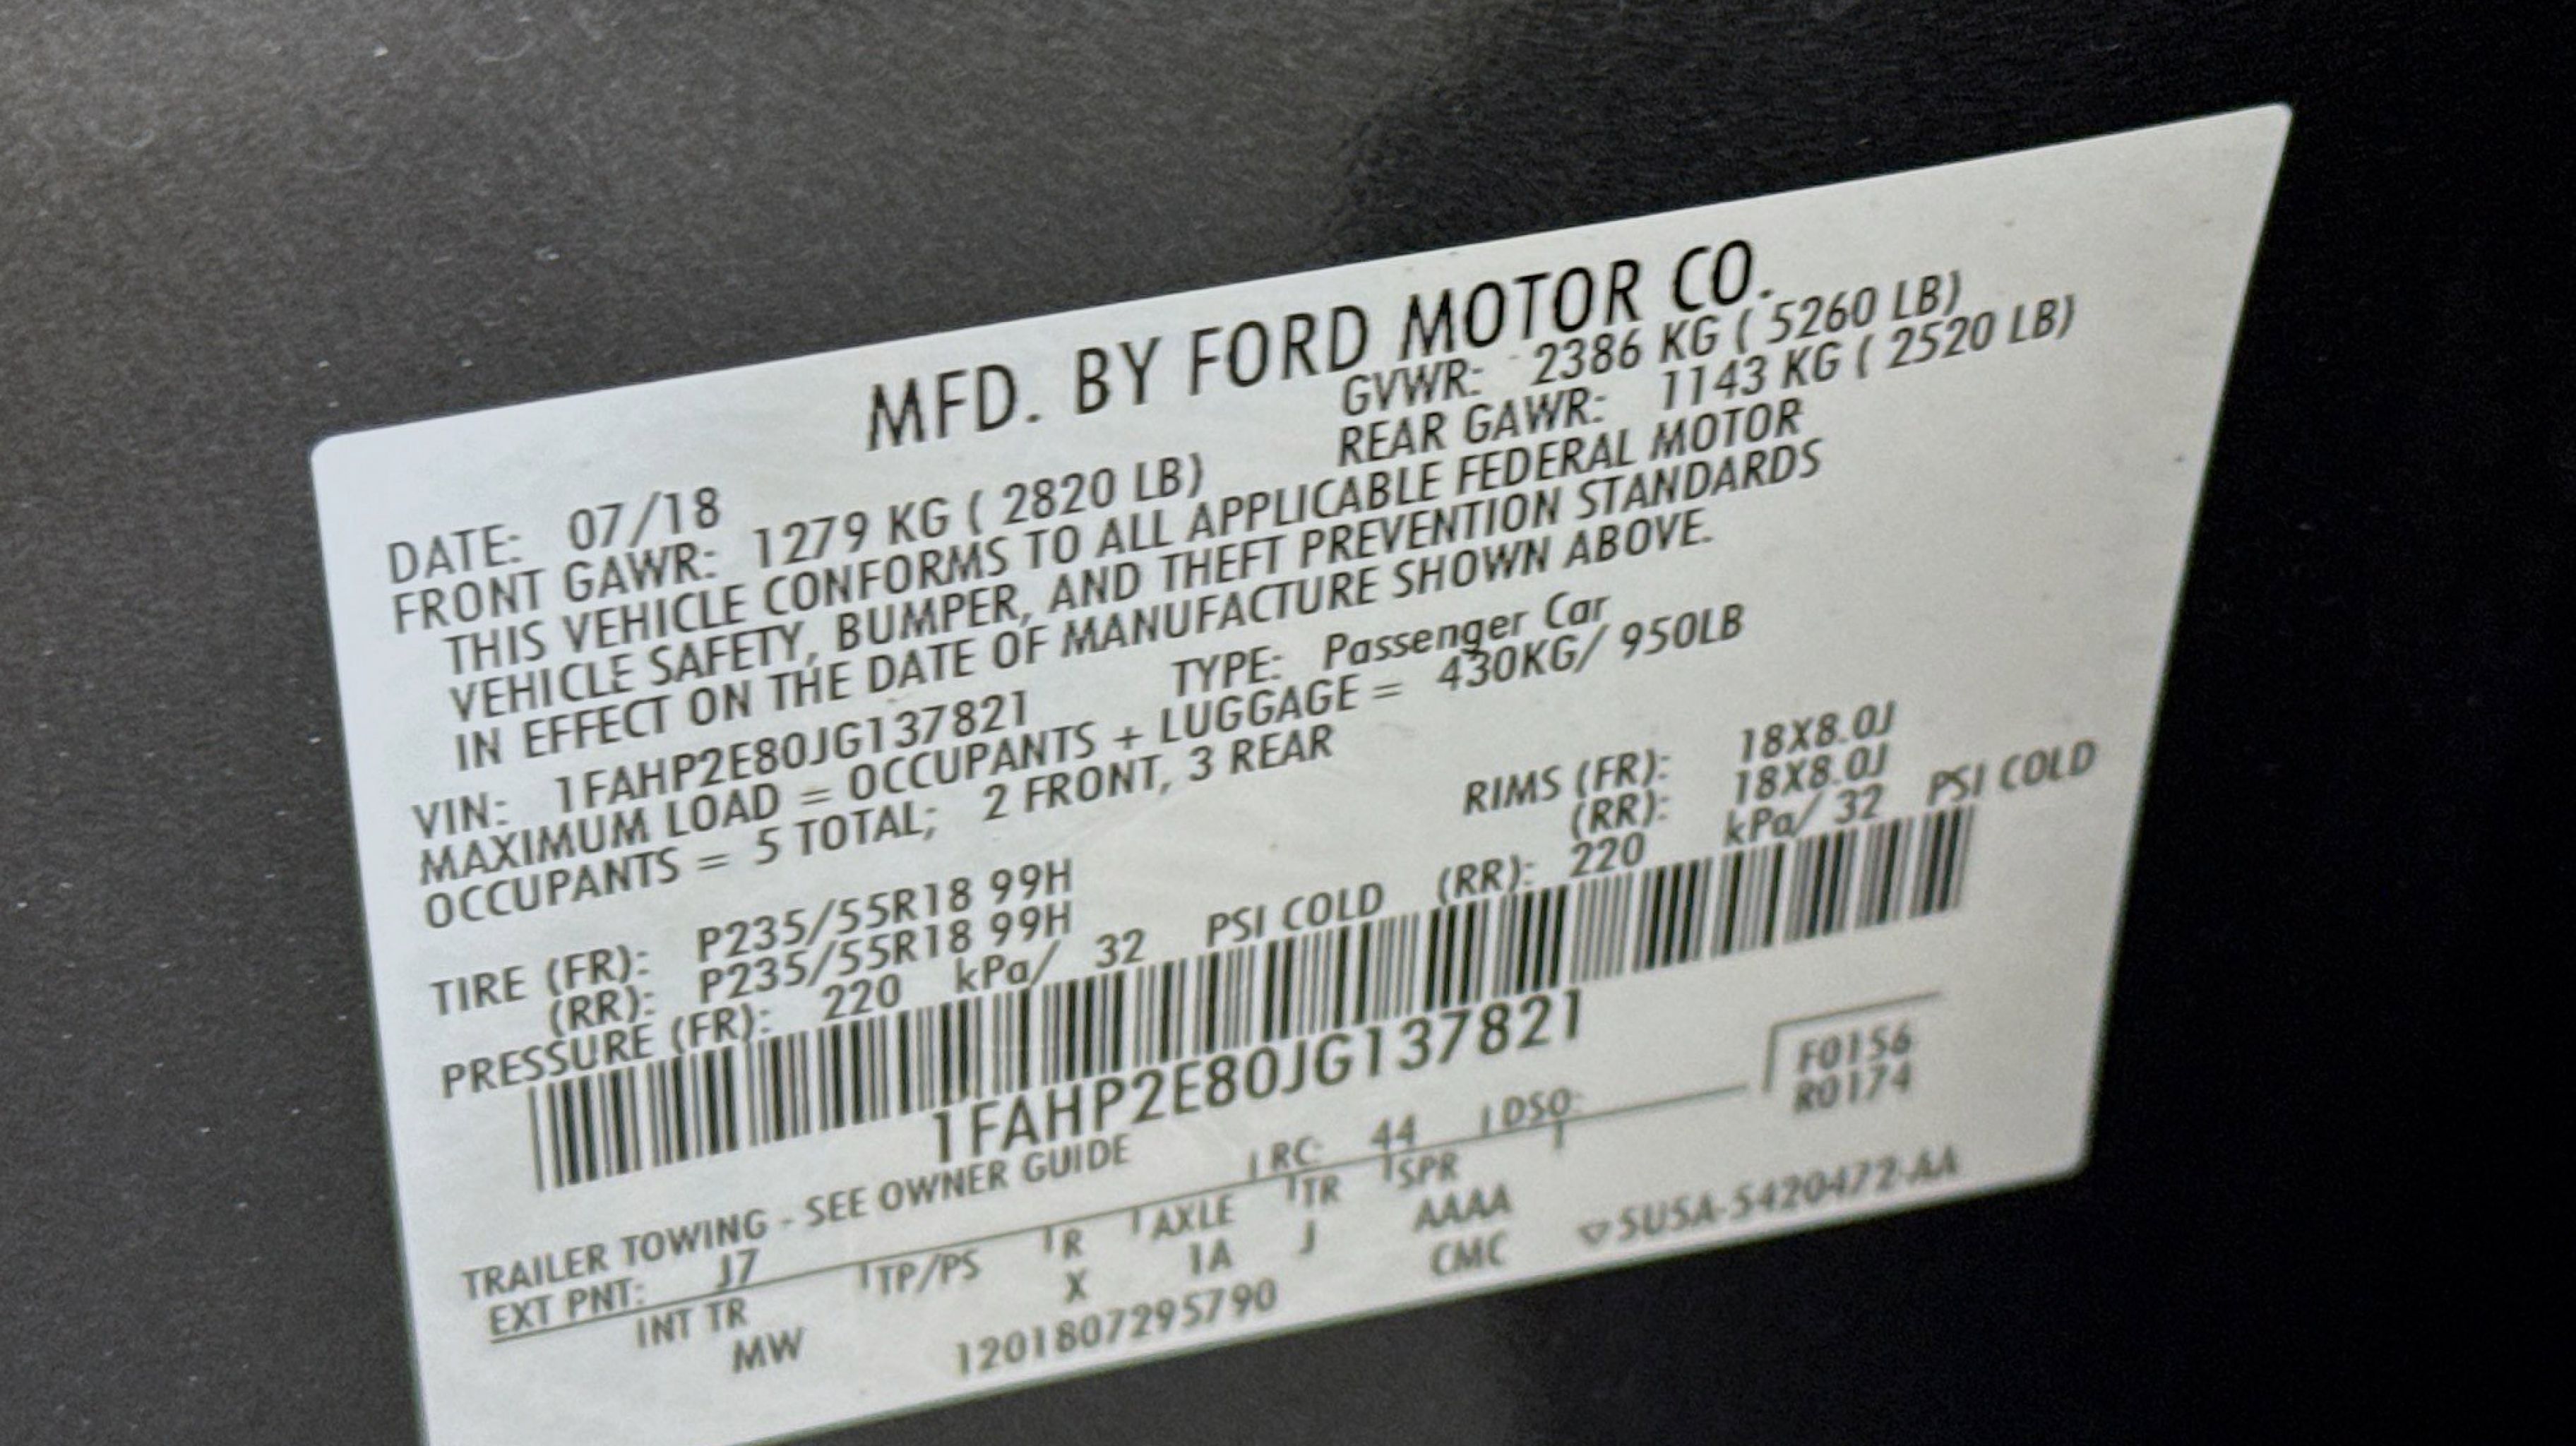 MFD. BY FORD MOTOR CO.
DATE: 07/18 GVWR: 2386 KG ( 5260 LB)
FRONT GAWR: 1279 KG ( 2820 LB) REAR GAWR: 1143 KG ( 2520 LB)
THIS VEHICLE CONFORMS TO ALL APPLICABLE FEDERAL MOTOR
VEHICLE SAFETY, BUMPER, AND THEFT PREVENTION STANDARDS
IN EFFECT ON THE DATE OF MANUFACTURE SHOWN ABOVE.
VIN: 1FAHP2E80JG137821 TYPE: Passenger Car
MAXIMUM LOAD = OCCUPANTS + LUGGAGE = 430KG/ 950LB
OCCUPANTS = 5 TOTAL; 2 FRONT, 3 REAR
TIRE (FR): P235/55R18 99H RIMS (FR): 18X8.0J
(RR): P235/55R18 99H (RR): 18X8.0J
PRESSURE (FR): 220 kPa/ 32 PSI COLD (RR): 220 kPa/ 32 PSI COLD
1FAHP2E80JG137821
F0156
TRAILER TOWING - SEE OWNER GUIDE R0174
EXT PNT: J7 RC: 44 DSO:
INT TR TP/PS R AXLE TR SPR
MW X 1A J AAAA
CMC
1201807295790 ▽5USA-5420472-AA